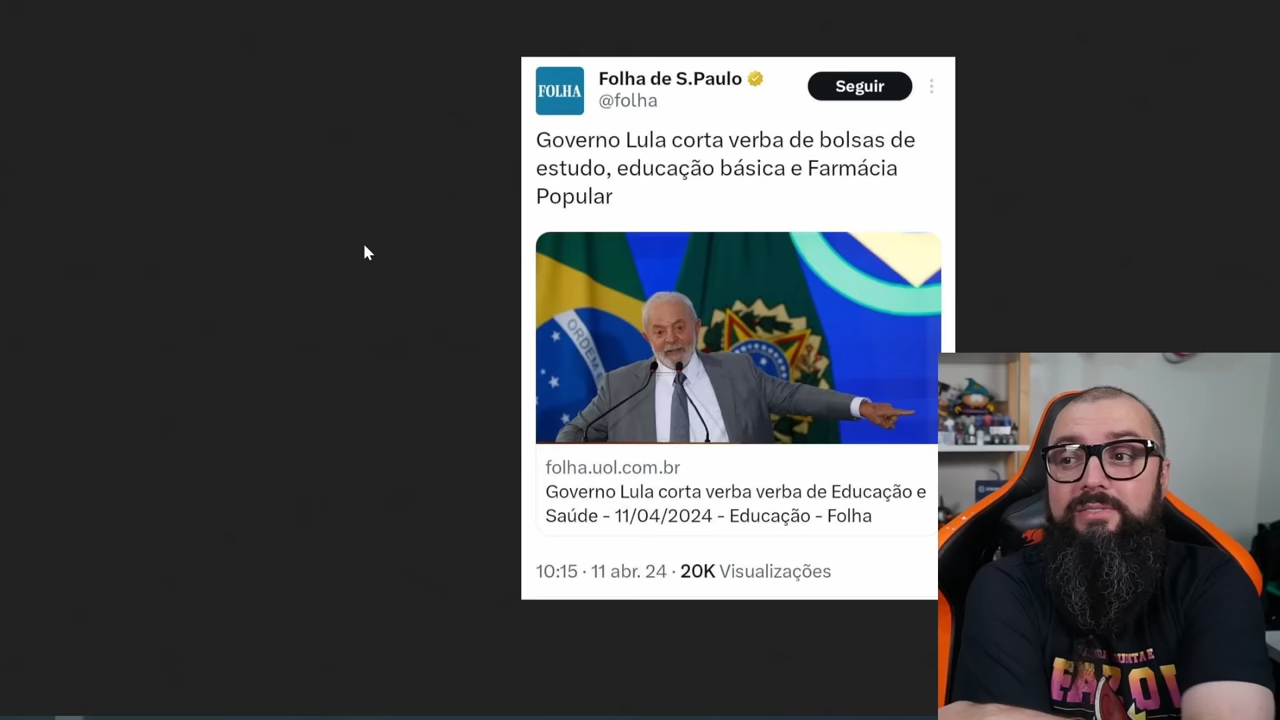 FOLHA
Folha de S.Paulo
@folha
Seguir
Governo Lula corta verba de bolsas de
estudo, educação básica e Farmácia
Popular
ORDEM E
folha.uol.com.br
Governo Lula corta verba verba de Educação e
Saúde - 11/04/2024 - Educação - Folha
10:15 · 11 abr. 24 · 20K Visualizações